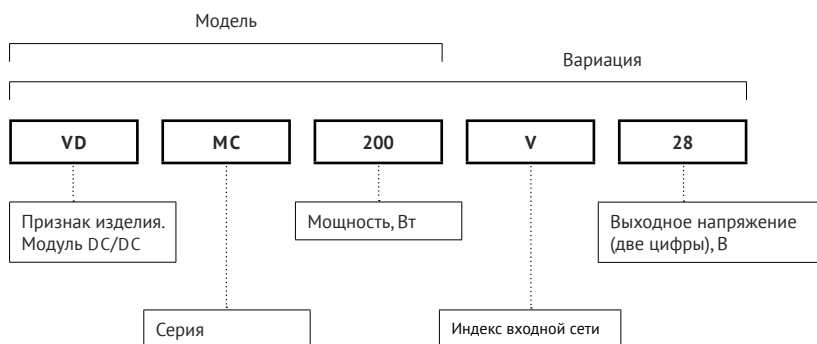 Модель
Вариация
VD MC 200 V 28
Признак изделия.
Модуль DC/DC
Мощность, Вт
Выходное напряжение
(две цифры), В
Серия
Индекс входной сети